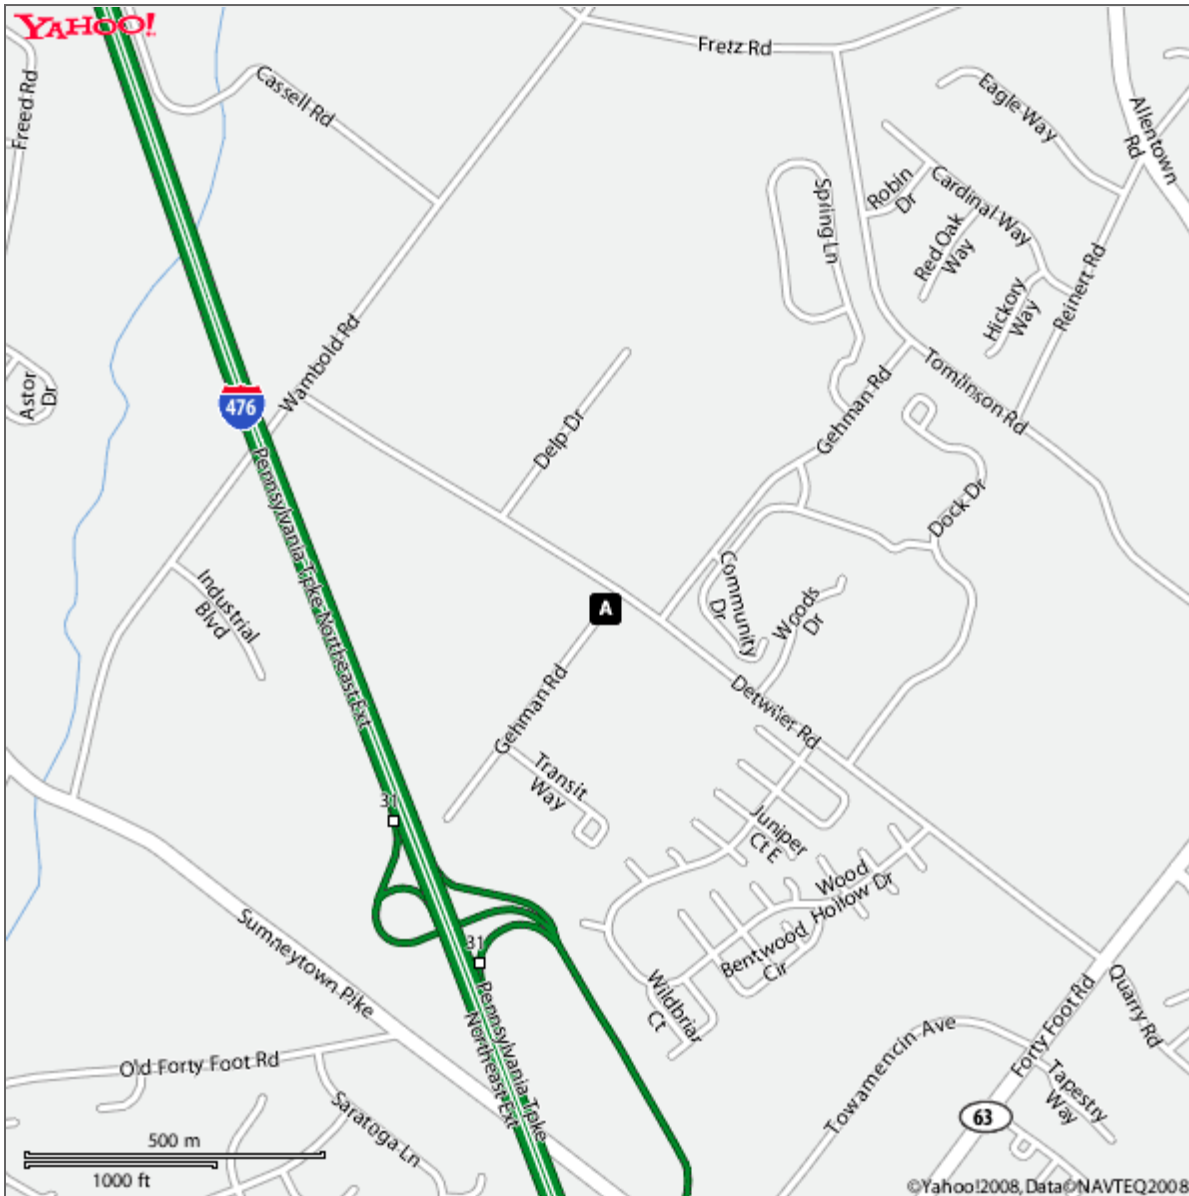 YAHOO!
Fretz Rd
Freed Rd
Cassell Rd
Eagle Way
Allentown
Rd
Robin
Dr
Cardinal Way
Spring Ln
Red Oak
Way
Hickory
Way
Reinert Rd
Wambold Rd
Astor
Dr
476
Tomlinson Rd
Gehman Rd
Delp Dr
Pennsylvania Tpke Northeast Ext
Dock Dr
Industrial
Blvd
Community
Dr
Woods
Dr
A
Gehman Rd
Detwiler Rd
Transit
Way
31
Juniper
Ct E
Wood
Hollow Dr
Sumneytown Pike
31
Bentwood
Cir
Wildbriar
Ct
Pennsylvania Tpke
Northeast Ext
Quarry Rd
Forty Foot Rd
Towamencin Ave
Old Forty Foot Rd
Tapestry
Way
Saratoga Ln
63
500 m
1000 ft
©Yahoo!2008, Data©NAVTEQ2008